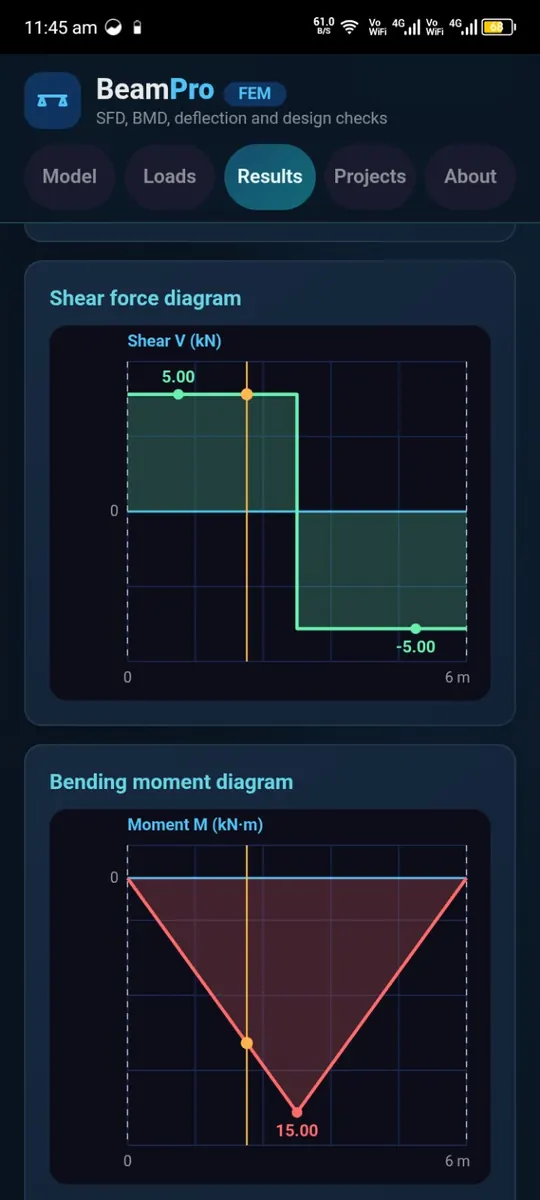 11:45 am
61.0 B/S
Vo WiFi 4G Vo WiFi 4G 68
BeamPro FEM
SFD, BMD, deflection and design checks
Model Loads Results Projects About
Shear force diagram
Shear V (kN)
5.00
0
-5.00
0 6 m
Bending moment diagram
Moment M (kN·m)
0
15.00
0 6 m